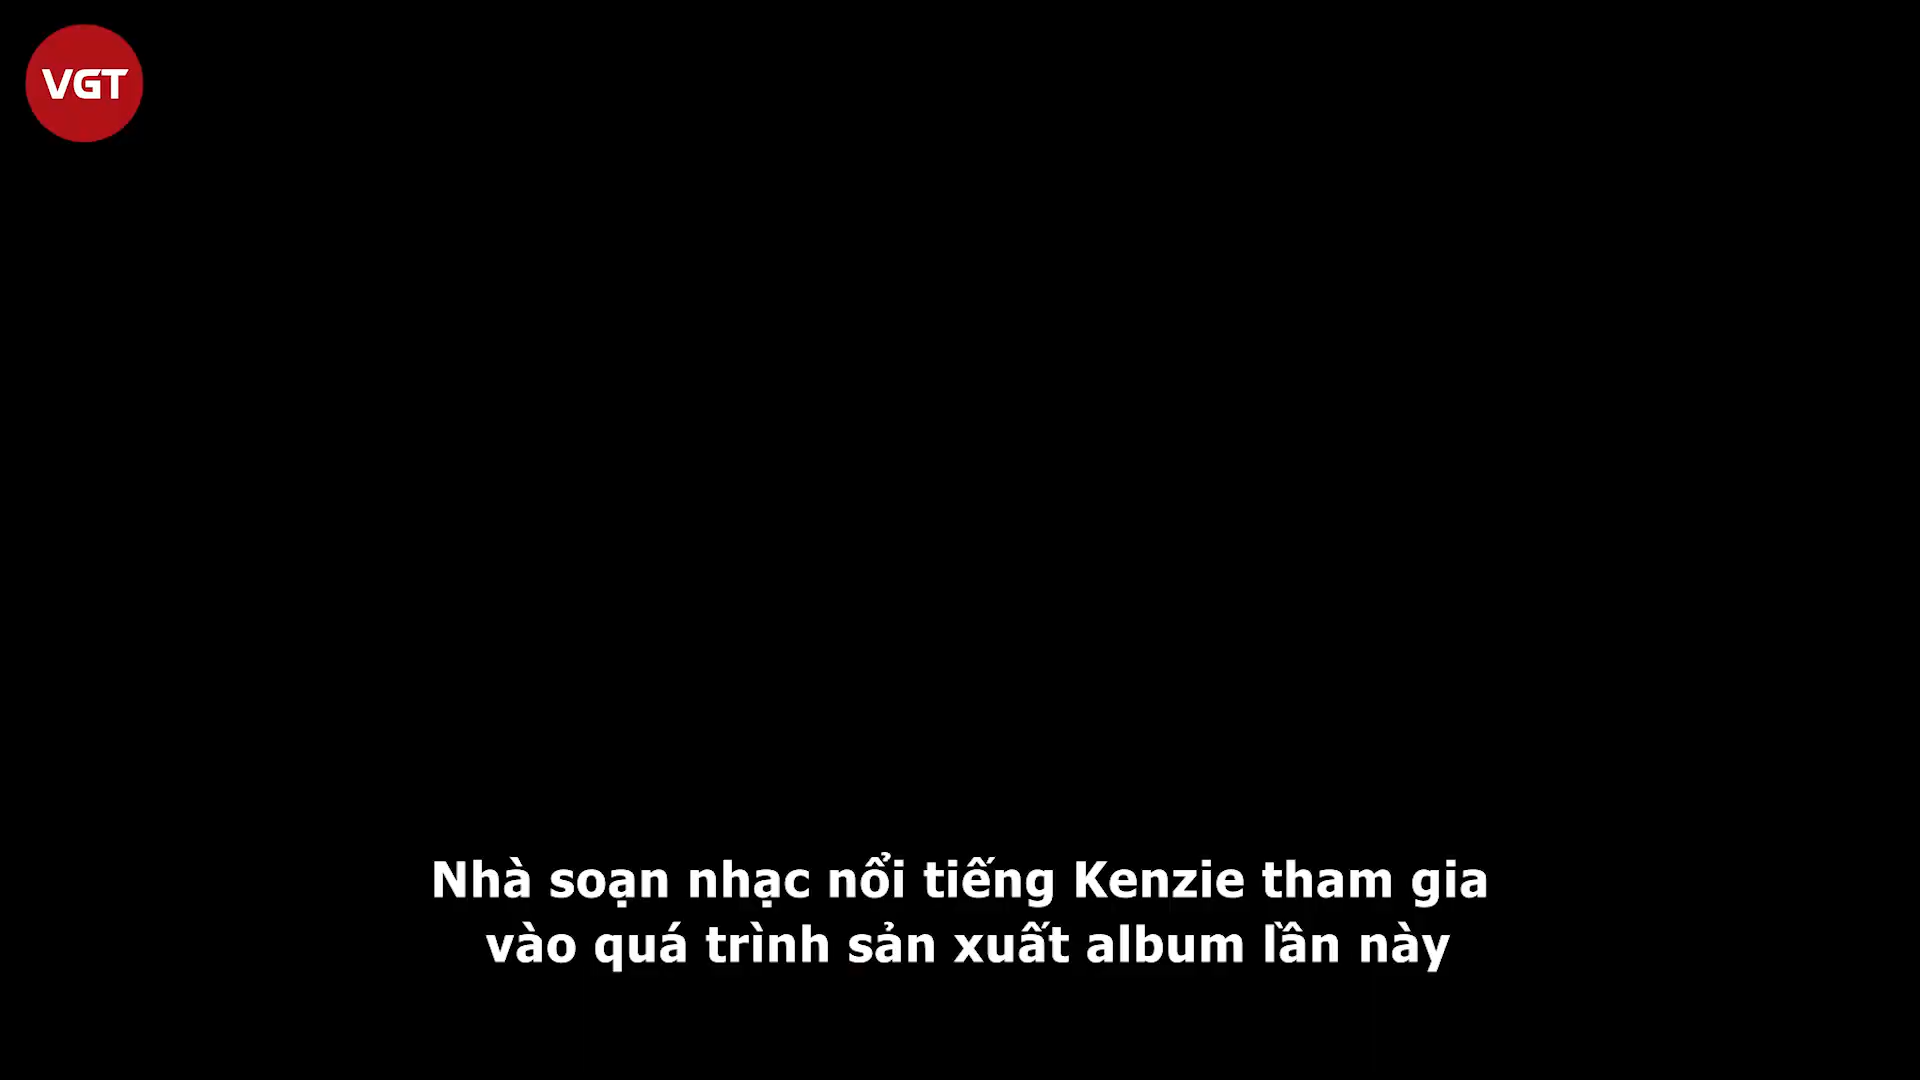 VGT
Nhà soạn nhạc nổi tiếng Kenzie tham gia
vào quá trình sản xuất album lần này